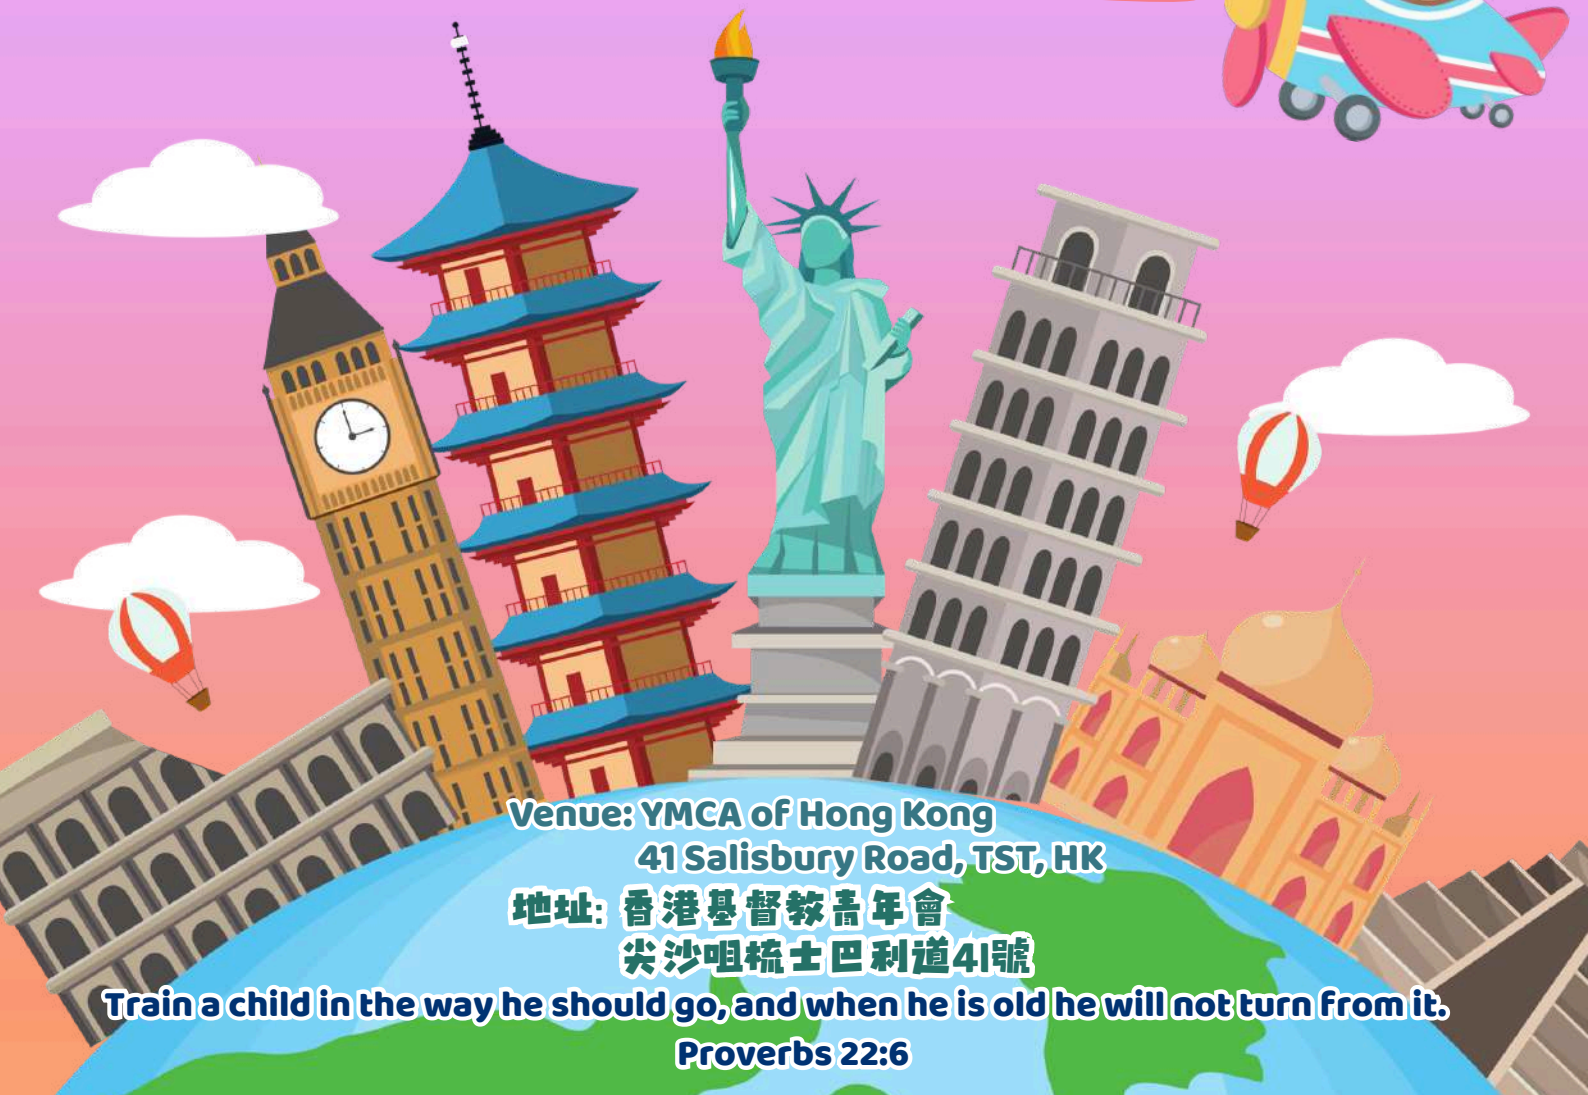 Venue: YMCA of Hong Kong
41 Salisbury Road, TST, HK
地址: 香港基督教青年會
尖沙咀梳士巴利道41號
Train a child in the way he should go, and when he is old he will not turn from it.
Proverbs 22:6